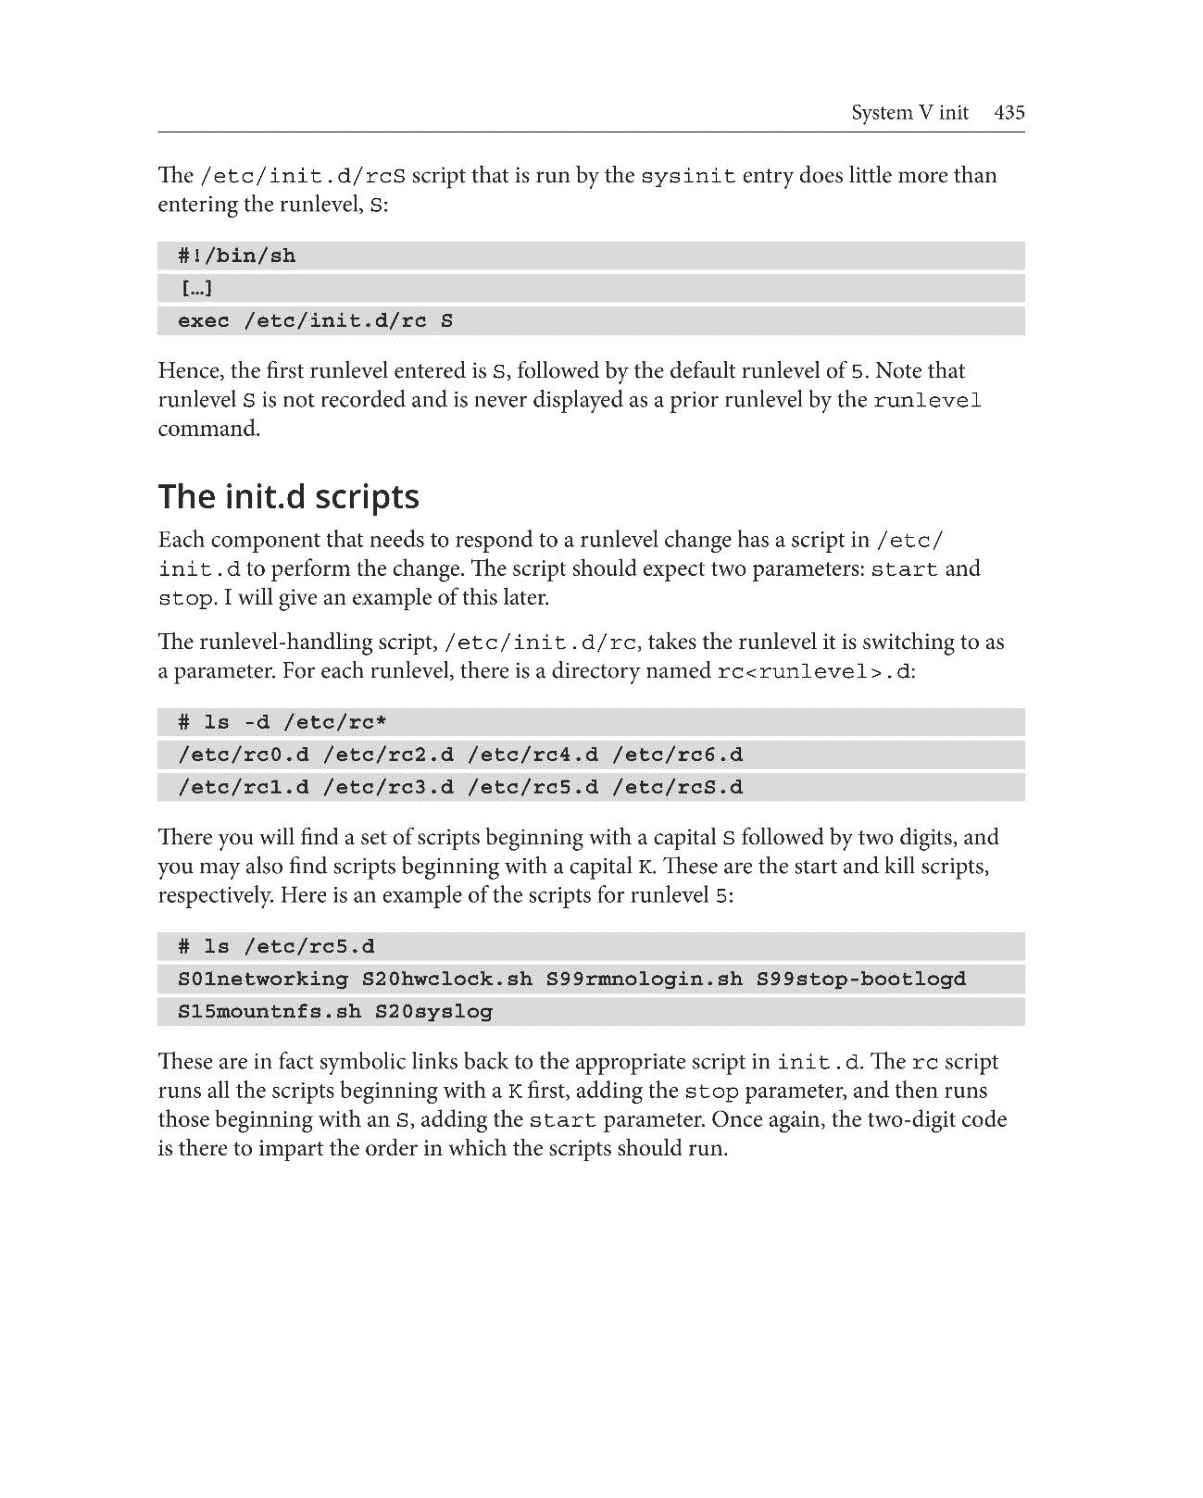 System V init 435
The /etc/init.d/rcS script that is run by the sysinit entry does little more than
entering the runlevel, S:
#!/bin/sh
[…]
exec /etc/init.d/rc S
Hence, the first runlevel entered is S, followed by the default runlevel of 5. Note that
runlevel S is not recorded and is never displayed as a prior runlevel by the runlevel
command.
The init.d scripts
Each component that needs to respond to a runlevel change has a script in /etc/
init.d to perform the change. The script should expect two parameters: start and
stop. I will give an example of this later.
The runlevel-handling script, /etc/init.d/rc, takes the runlevel it is switching to as
a parameter. For each runlevel, there is a directory named rc<runlevel>.d:
# ls -d /etc/rc*
/etc/rc0.d /etc/rc2.d /etc/rc4.d /etc/rc6.d
/etc/rc1.d /etc/rc3.d /etc/rc5.d /etc/rcS.d
There you will find a set of scripts beginning with a capital S followed by two digits, and
you may also find scripts beginning with a capital K. These are the start and kill scripts,
respectively. Here is an example of the scripts for runlevel 5:
# ls /etc/rc5.d
S01networking S20hwclock.sh S99rmnologin.sh S99stop-bootlogd
S15mountnfs.sh S20syslog
These are in fact symbolic links back to the appropriate script in init.d. The rc script
runs all the scripts beginning with a K first, adding the stop parameter, and then runs
those beginning with an S, adding the start parameter. Once again, the two-digit code
is there to impart the order in which the scripts should run.